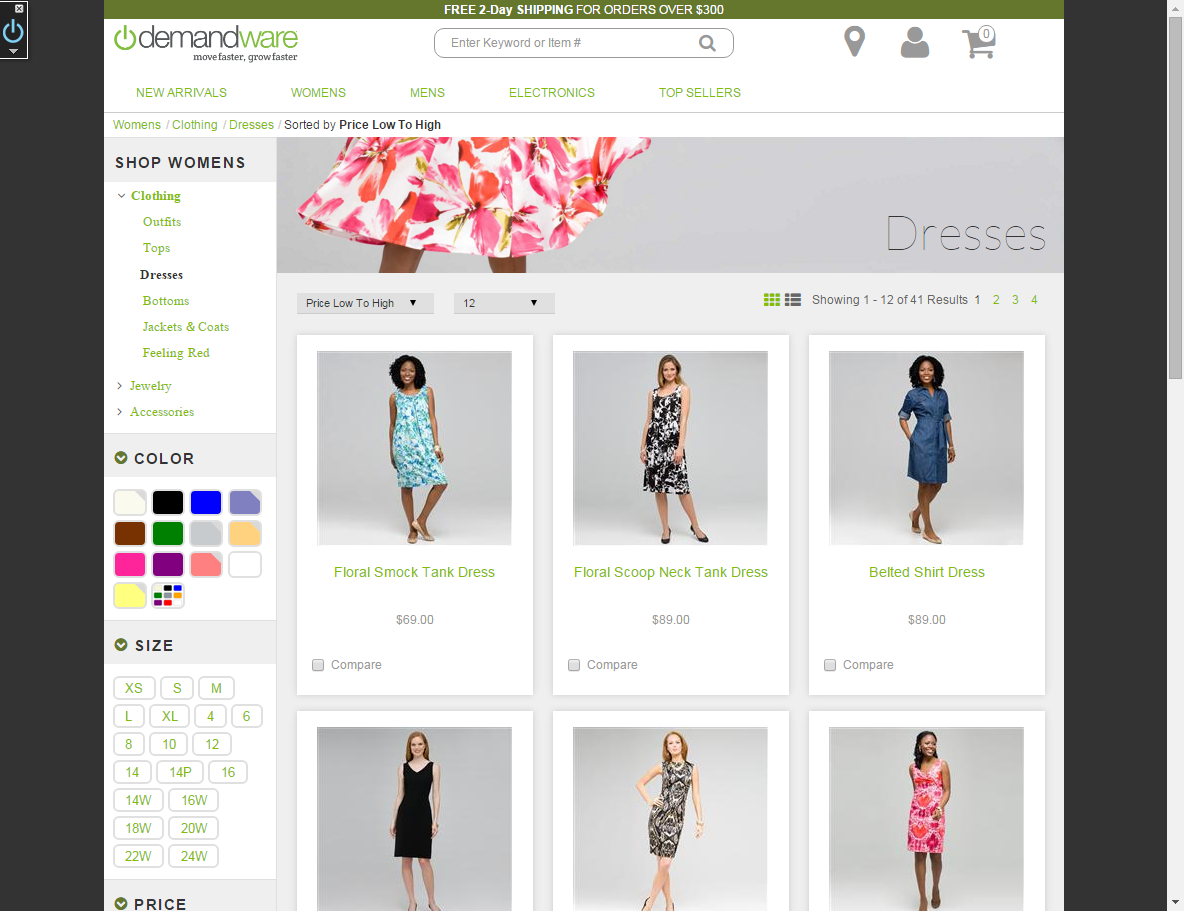 FREE 2-Day SHIPPING FOR ORDERS OVER $300
demandware
move faster, grow faster
Enter Keyword or Item #
0
NEW ARRIVALS WOMENS MENS ELECTRONICS TOP SELLERS
Womens / Clothing / Dresses / Sorted by Price Low To High
SHOP WOMENS
Clothing
Outfits
Tops
Dresses
Bottoms
Jackets & Coats
Feeling Red
Jewelry
Accessories
COLOR
SIZE
XS S M
L XL 4 6
8 10 12
14 14P 16
14W 16W
18W 20W
22W 24W
PRICE
Dresses
Price Low To High 12 Showing 1 - 12 of 41 Results 1 2 3 4
Floral Smock Tank Dress
$69.00
Compare
Floral Scoop Neck Tank Dress
$89.00
Compare
Belted Shirt Dress
$89.00
Compare